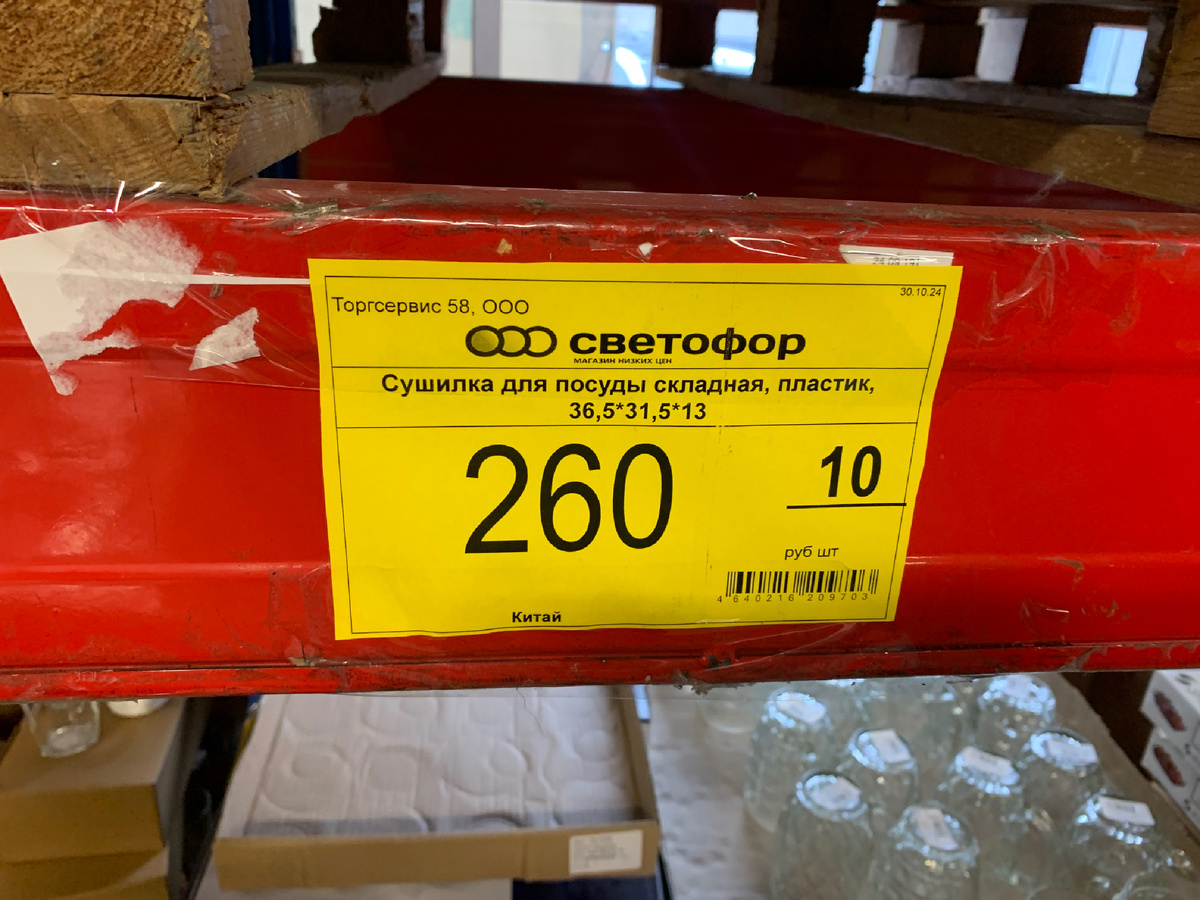 30.10.24
Торгсервис 58, ООО
светофор
МАГАЗИН НИЗКИХ ЦЕН
Сушилка для посуды складная, пластик,
36,5*31,5*13
260 10
руб шт
4 640216 209703
Китай